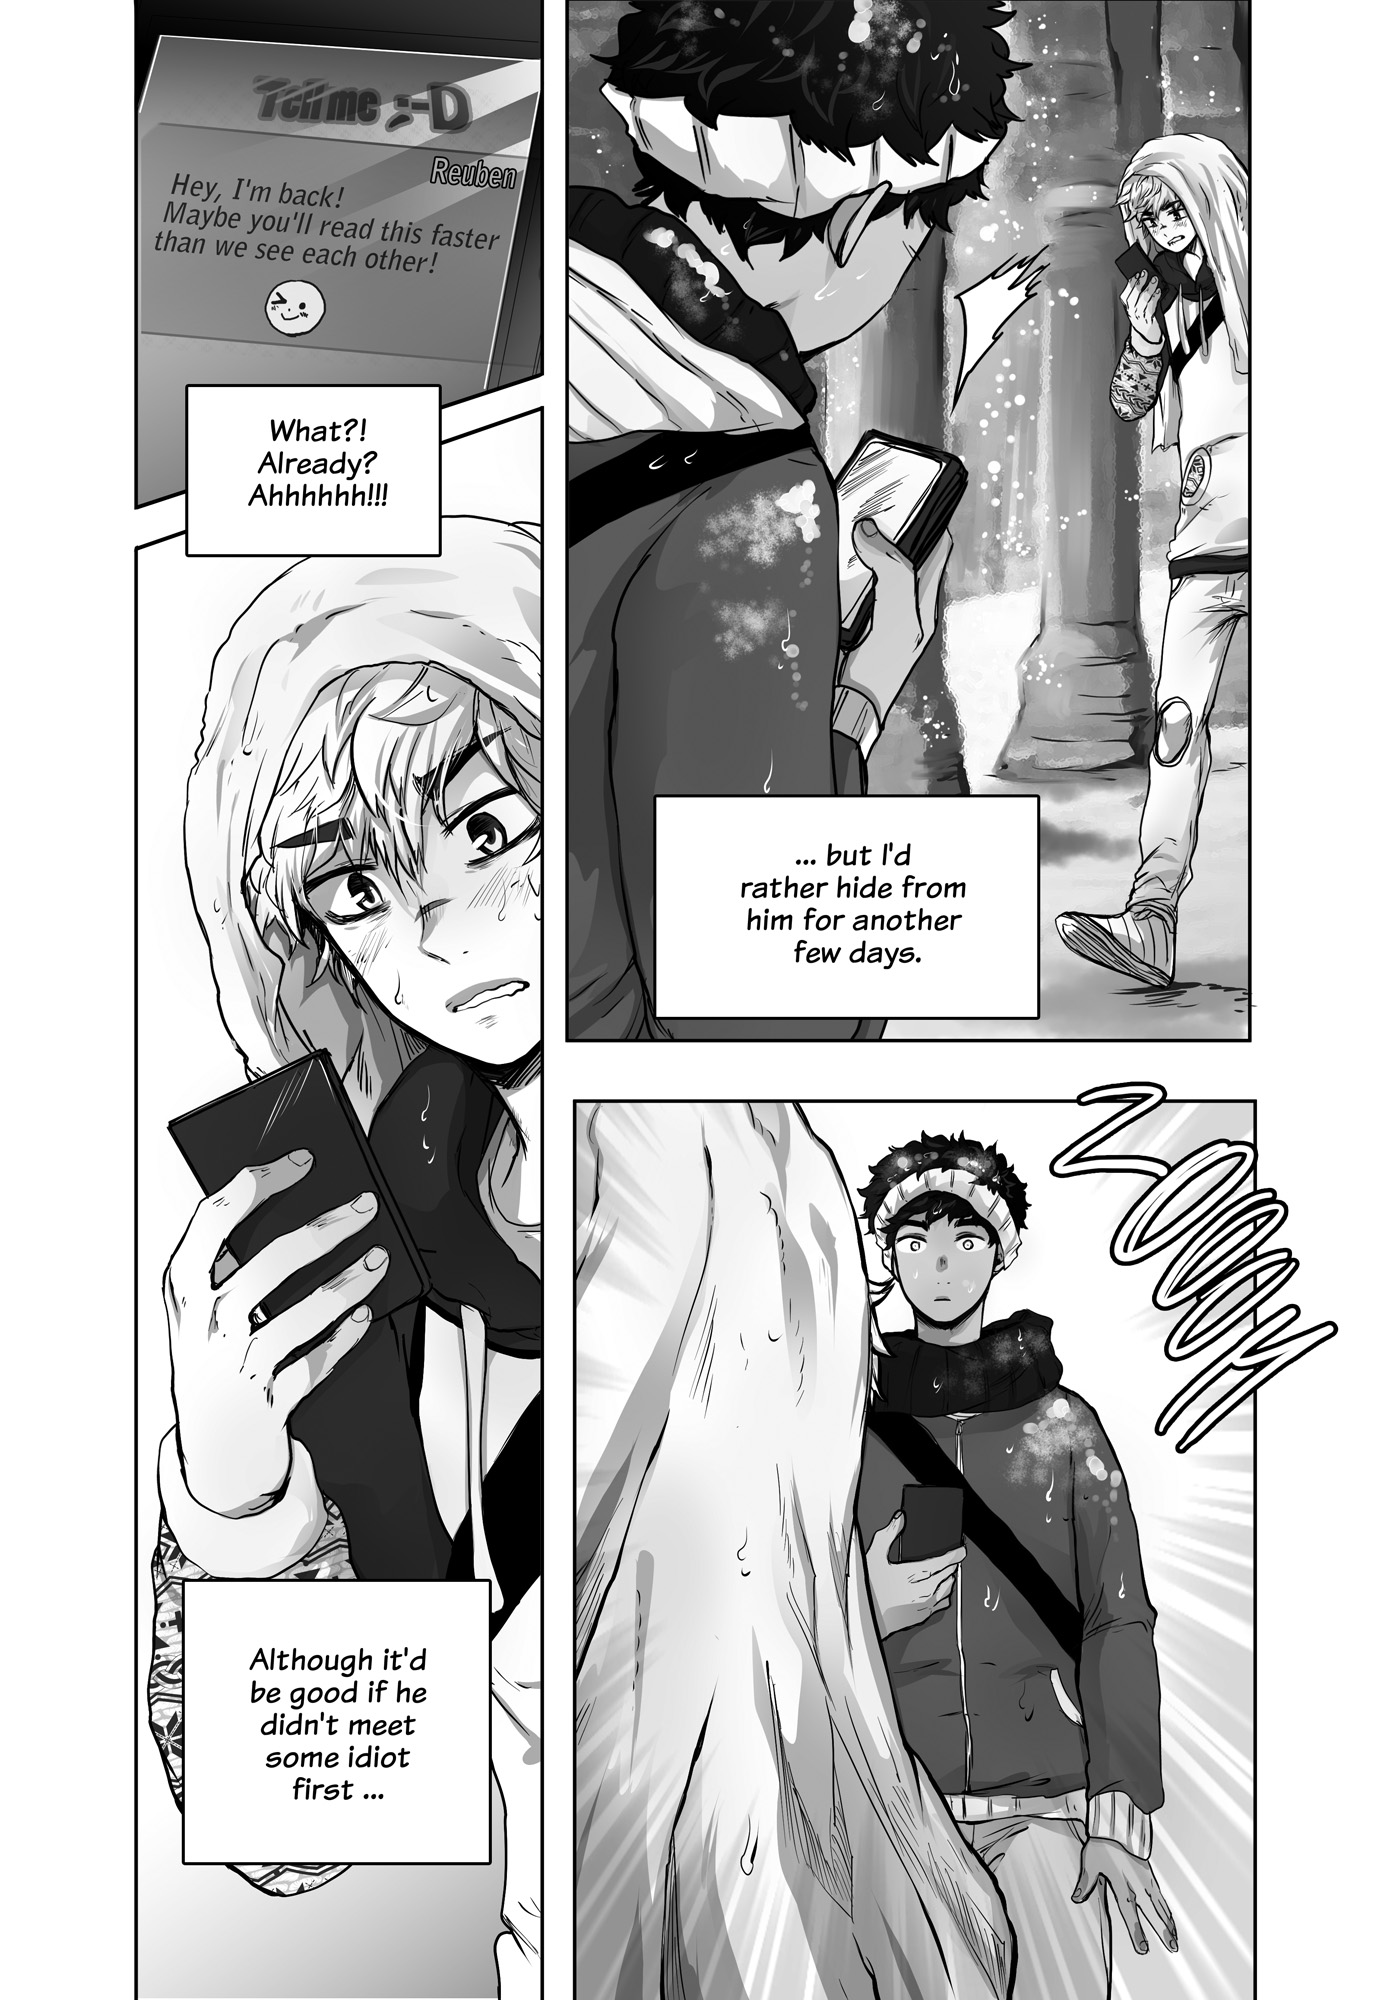 Tell me ;-D
Reuben
Hey, I'm back!
Maybe you'll read this faster
than we see each other!
What?!
Already?
Ahhhhhh!!!
Although it'd
be good if he
didn't meet
some idiot
first ...
... but I'd
rather hide from
him for another
few days.
ZOOOOM